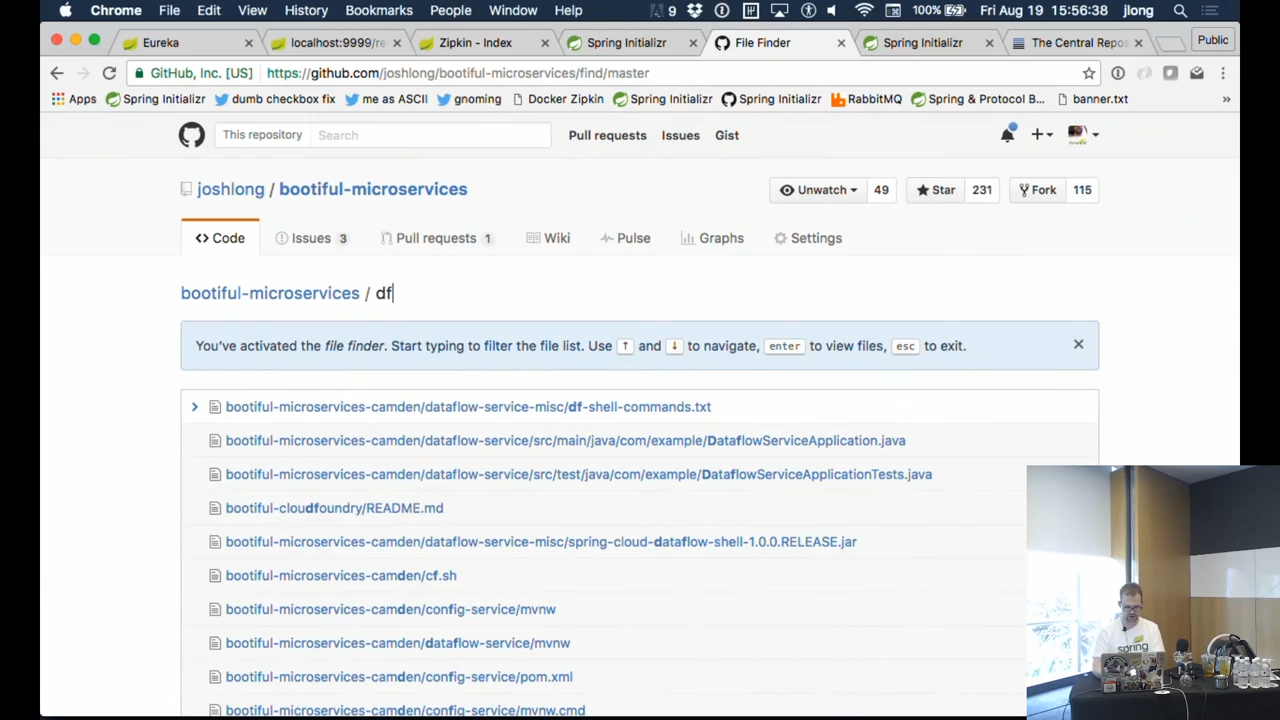 Chrome File Edit View History Bookmarks People Window Help 9 100% Fri Aug 19 15:56:38 jlong
Eureka × localhost:9999/re × Zipkin - Index × Spring Initializr × File Finder × Spring Initializr × The Central Repos × Public
GitHub, Inc. [US] https://github.com/joshlong/bootiful-microservices/find/master
Apps Spring Initializr dumb checkbox fix me as ASCII gnoming Docker Zipkin Spring Initializr Spring Initializr RabbitMQ Spring & Protocol B... banner.txt »
This repository Search Pull requests Issues Gist
joshlong / bootiful-microservices Unwatch 49 Star 231 Fork 115
Code Issues 3 Pull requests 1 Wiki Pulse Graphs Settings
bootiful-microservices / df
You've activated the file finder. Start typing to filter the file list. Use ↑ and ↓ to navigate, enter to view files, esc to exit. ×
bootiful-microservices-camden/dataflow-service-misc/df-shell-commands.txt
bootiful-microservices-camden/dataflow-service/src/main/java/com/example/DataflowServiceApplication.java
bootiful-microservices-camden/dataflow-service/src/test/java/com/example/DataflowServiceApplicationTests.java
bootiful-cloudfoundry/README.md
bootiful-microservices-camden/dataflow-service-misc/spring-cloud-dataflow-shell-1.0.0.RELEASE.jar
bootiful-microservices-camden/cf.sh
bootiful-microservices-camden/config-service/mvnw
bootiful-microservices-camden/dataflow-service/mvnw
bootiful-microservices-camden/config-service/pom.xml
bootiful-microservices-camden/config-service/mvnw.cmd
spring